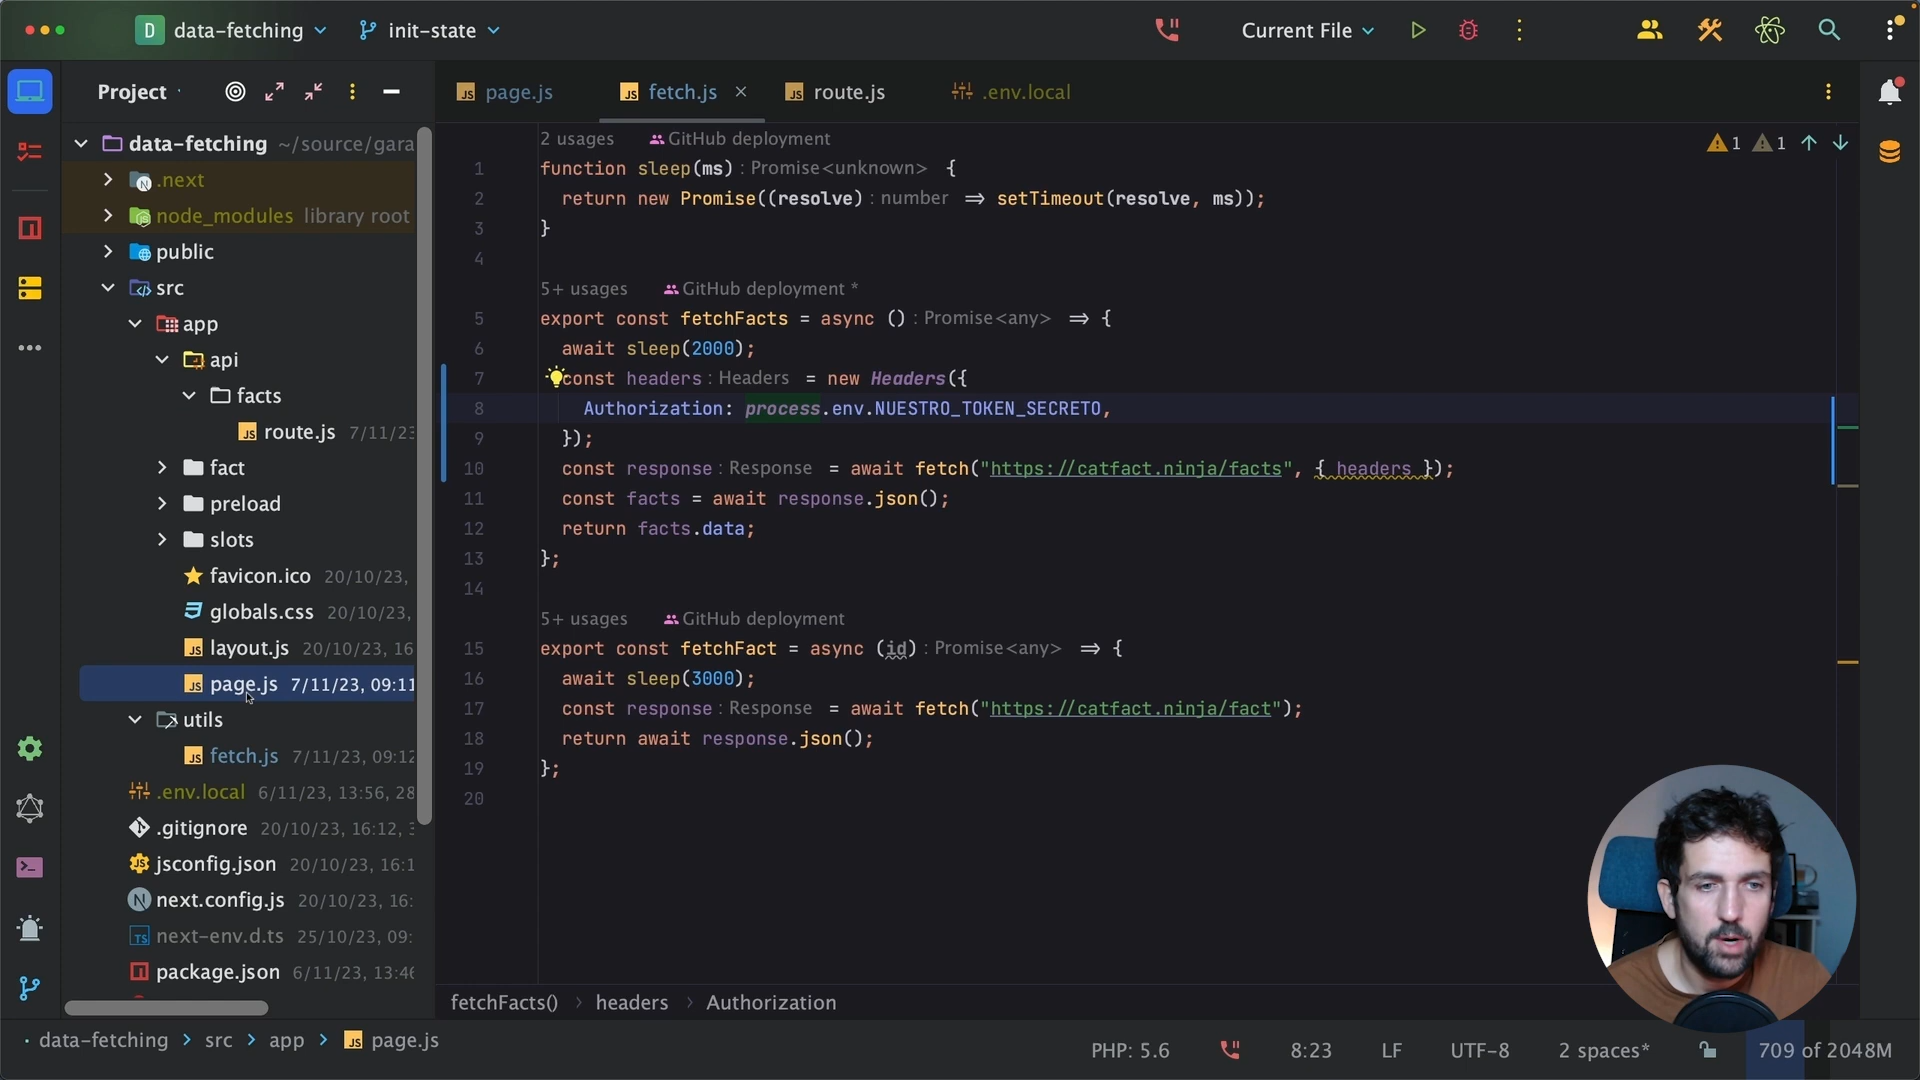 D data-fetching init-state Current File
Project
page.js fetch.js route.js .env.local
data-fetching ~/source/gara
.next
node_modules library root
public
src
app
api
facts
route.js 7/11/23
fact
preload
slots
favicon.ico 20/10/23,
globals.css 20/10/23,
layout.js 20/10/23, 16
page.js 7/11/23, 09:11
utils
fetch.js 7/11/23, 09:12
.env.local 6/11/23, 13:56, 28
.gitignore 20/10/23, 16:12, 3
jsconfig.json 20/10/23, 16:1
next.config.js 20/10/23, 16:
next-env.d.ts 25/10/23, 09:
package.json 6/11/23, 13:46
2 usages GitHub deployment
1 1
1 function sleep(ms) : Promise<unknown> {
2 return new Promise((resolve) : number => setTimeout(resolve, ms));
3 }
4
5+ usages GitHub deployment *
5 export const fetchFacts = async () : Promise<any> => {
6 await sleep(2000);
7 const headers : Headers = new Headers({
8 Authorization: process.env.NUESTRO_TOKEN_SECRETO,
9 });
10 const response : Response = await fetch("https://catfact.ninja/facts", { headers });
11 const facts = await response.json();
12 return facts.data;
13 };
14
5+ usages GitHub deployment
15 export const fetchFact = async (id) : Promise<any> => {
16 await sleep(3000);
17 const response : Response = await fetch("https://catfact.ninja/fact");
18 return await response.json();
19 };
20
fetchFacts() > headers > Authorization
data-fetching > src > app > page.js
PHP: 5.6 8:23 LF UTF-8 2 spaces* 709 of 2048M